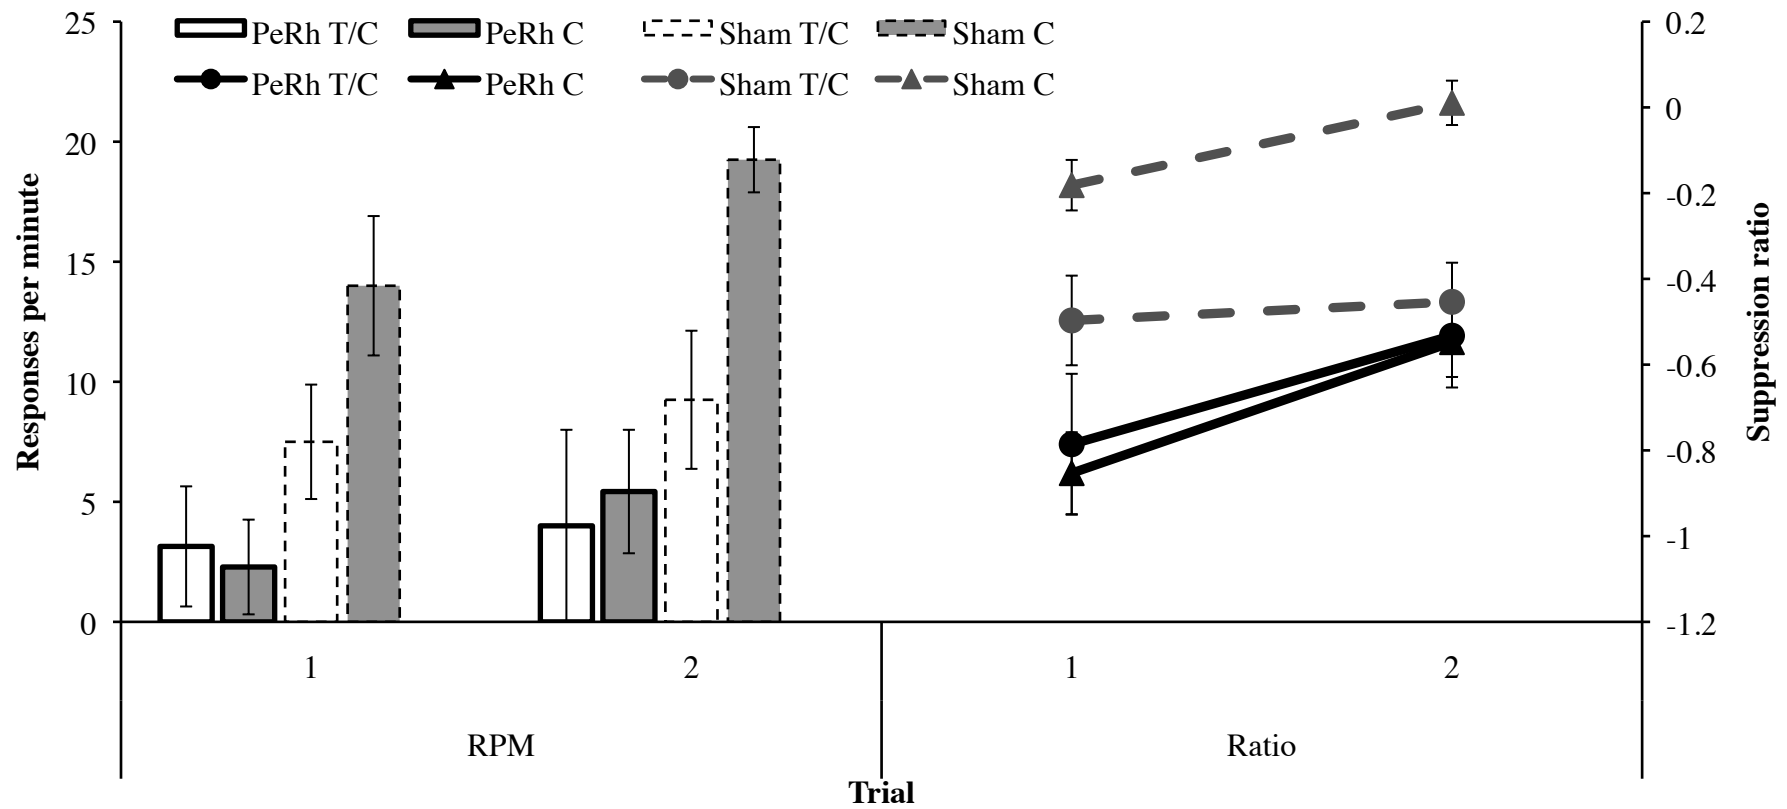 PeRh T/C PeRh C Sham T/C Sham C
PeRh T/C PeRh C Sham T/C Sham C
Responses per minute
25
20
15
10
5
0
0.2
0
-0.2
-0.4
-0.6
-0.8
-1
-1.2
Suppression ratio
1 2 1 2
RPM Ratio
Trial